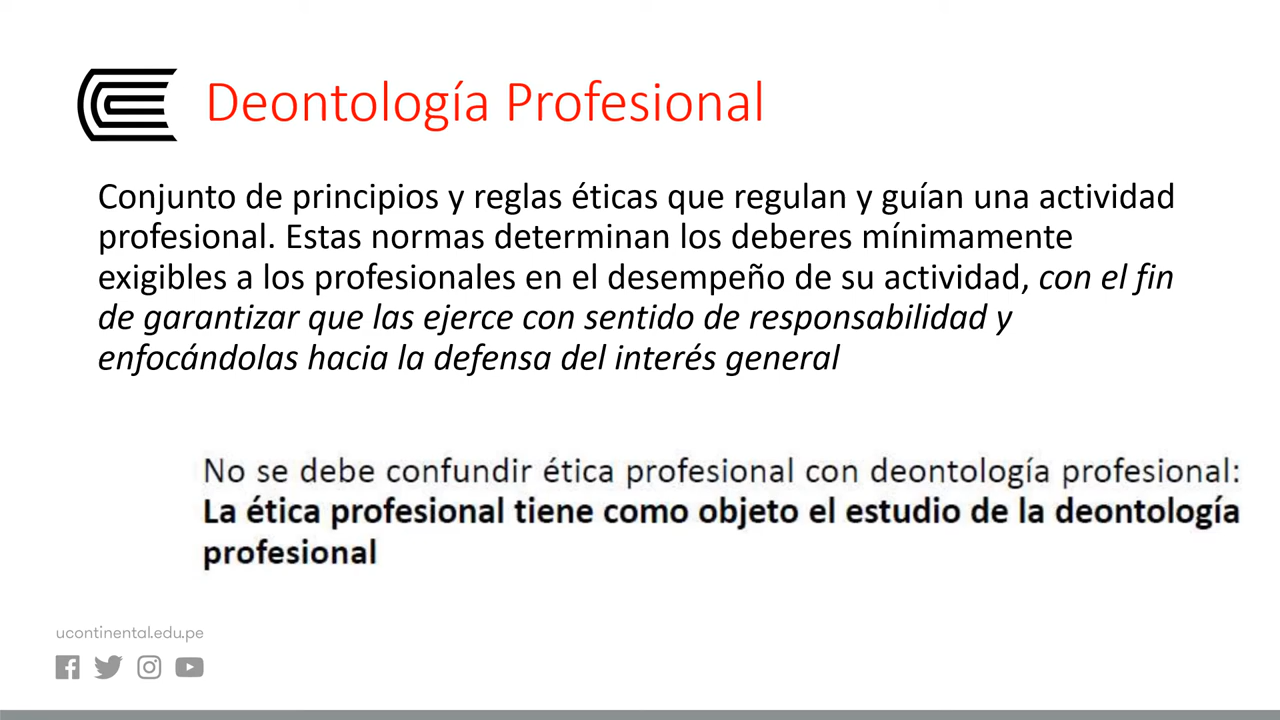 Deontología Profesional
Conjunto de principios y reglas éticas que regulan y guían una actividad
profesional. Estas normas determinan los deberes mínimamente
exigibles a los profesionales en el desempeño de su actividad, con el fin
de garantizar que las ejerce con sentido de responsabilidad y
enfocándolas hacia la defensa del interés general
No se debe confundir ética profesional con deontología profesional:
La ética profesional tiene como objeto el estudio de la deontología
profesional
ucontinental.edu.pe